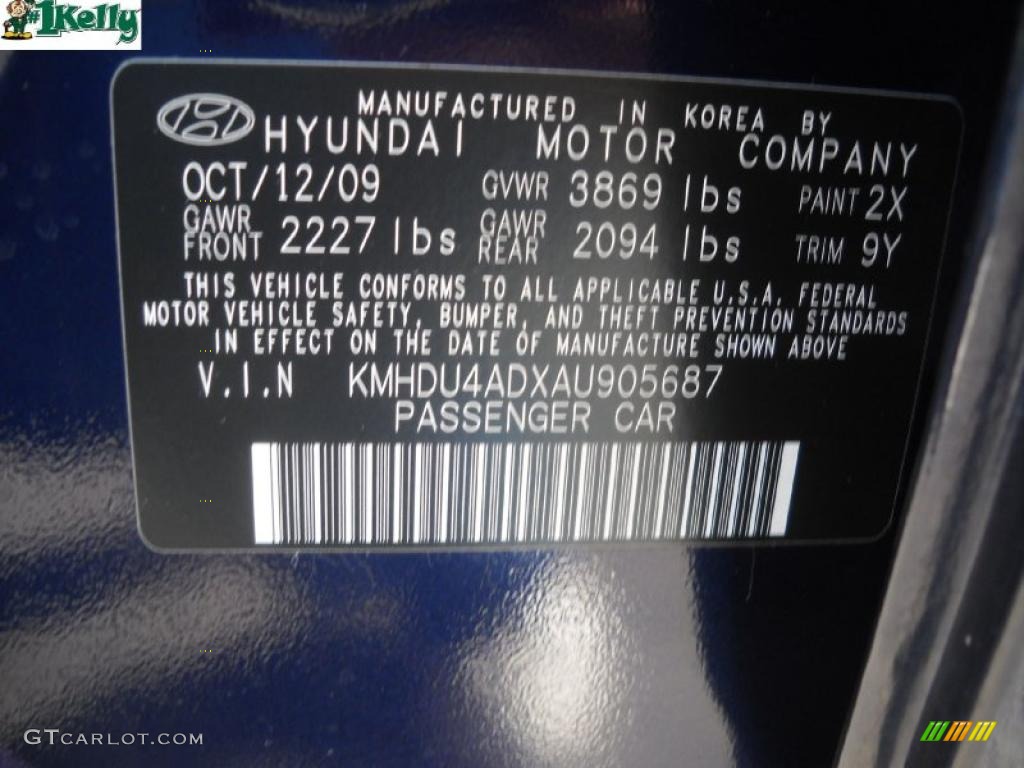 #1Kelly
MANUFACTURED IN KOREA BY
HYUNDAI MOTOR COMPANY
OCT/12/09 GVWR 3869 lbs PAINT 2X
GAWR FRONT 2227 lbs GAWR REAR 2094 lbs TRIM 9Y
THIS VEHICLE CONFORMS TO ALL APPLICABLE U.S.A. FEDERAL
MOTOR VEHICLE SAFETY, BUMPER, AND THEFT PREVENTION STANDARDS
IN EFFECT ON THE DATE OF MANUFACTURE SHOWN ABOVE
V.I.N KMHDU4ADXAU905687
PASSENGER CAR
GTCARLOT.COM